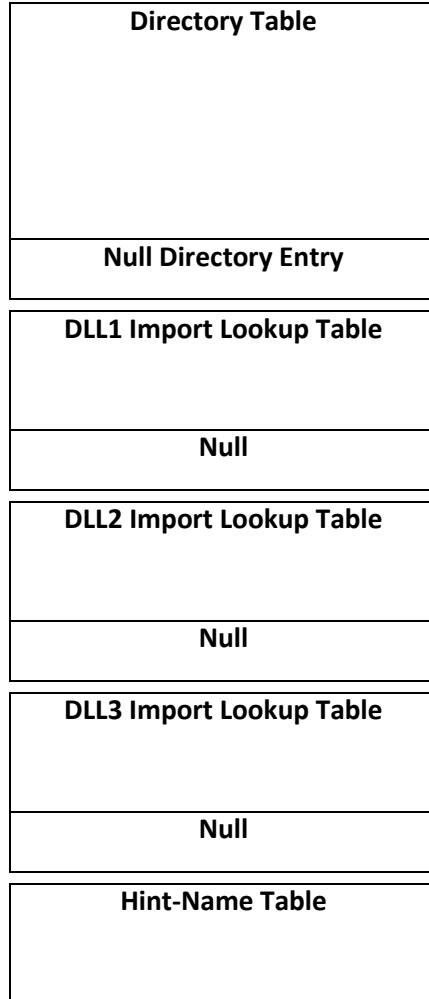 Directory Table
Null Directory Entry
DLL1 Import Lookup Table
Null
DLL2 Import Lookup Table
Null
DLL3 Import Lookup Table
Null
Hint-Name Table